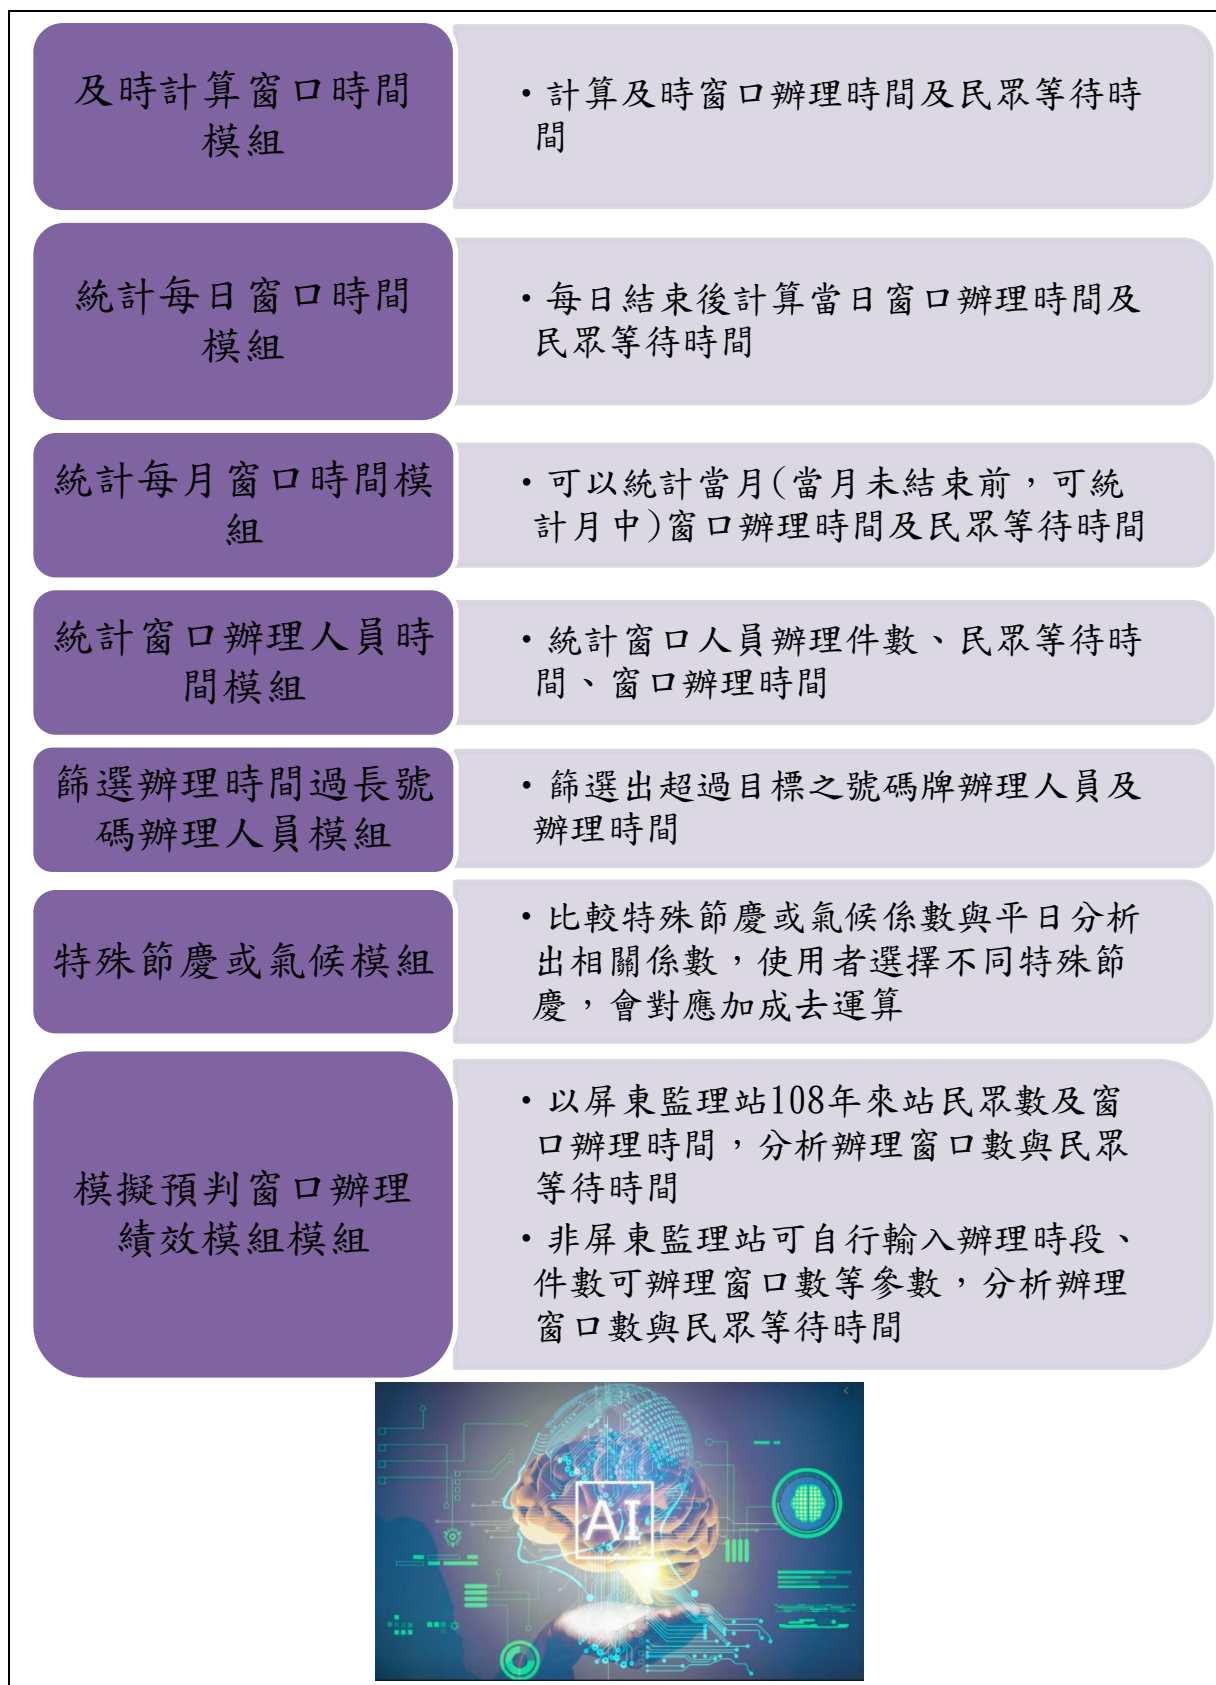 及時計算窗口時間
模組
•計算及時窗口辦理時間及民眾等待時
間
統計每日窗口時間
模組
•每日結束後計算當日窗口辦理時間及
民眾等待時間
統計每月窗口時間模
組
•可以統計當月(當月未結束前，可統
計月中)窗口辦理時間及民眾等待時間
統計窗口辦理人員時
間模組
•統計窗口人員辦理件數、民眾等待時
間、窗口辦理時間
篩選辦理時間過長號
碼辦理人員模組
•篩選出超過目標之號碼牌辦理人員及
辦理時間
特殊節慶或氣候模組
•比較特殊節慶或氣候係數與平日分析
出相關係數，使用者選擇不同特殊節
慶，會對應加成去運算
模擬預判窗口辦理
績效模組模組
•以屏東監理站108年來站民眾數及窗
口辦理時間，分析辦理窗口數與民眾
等待時間
•非屏東監理站可自行輸入辦理時段、
件數可辦理窗口數等參數，分析辦理
窗口數與民眾等待時間
AI